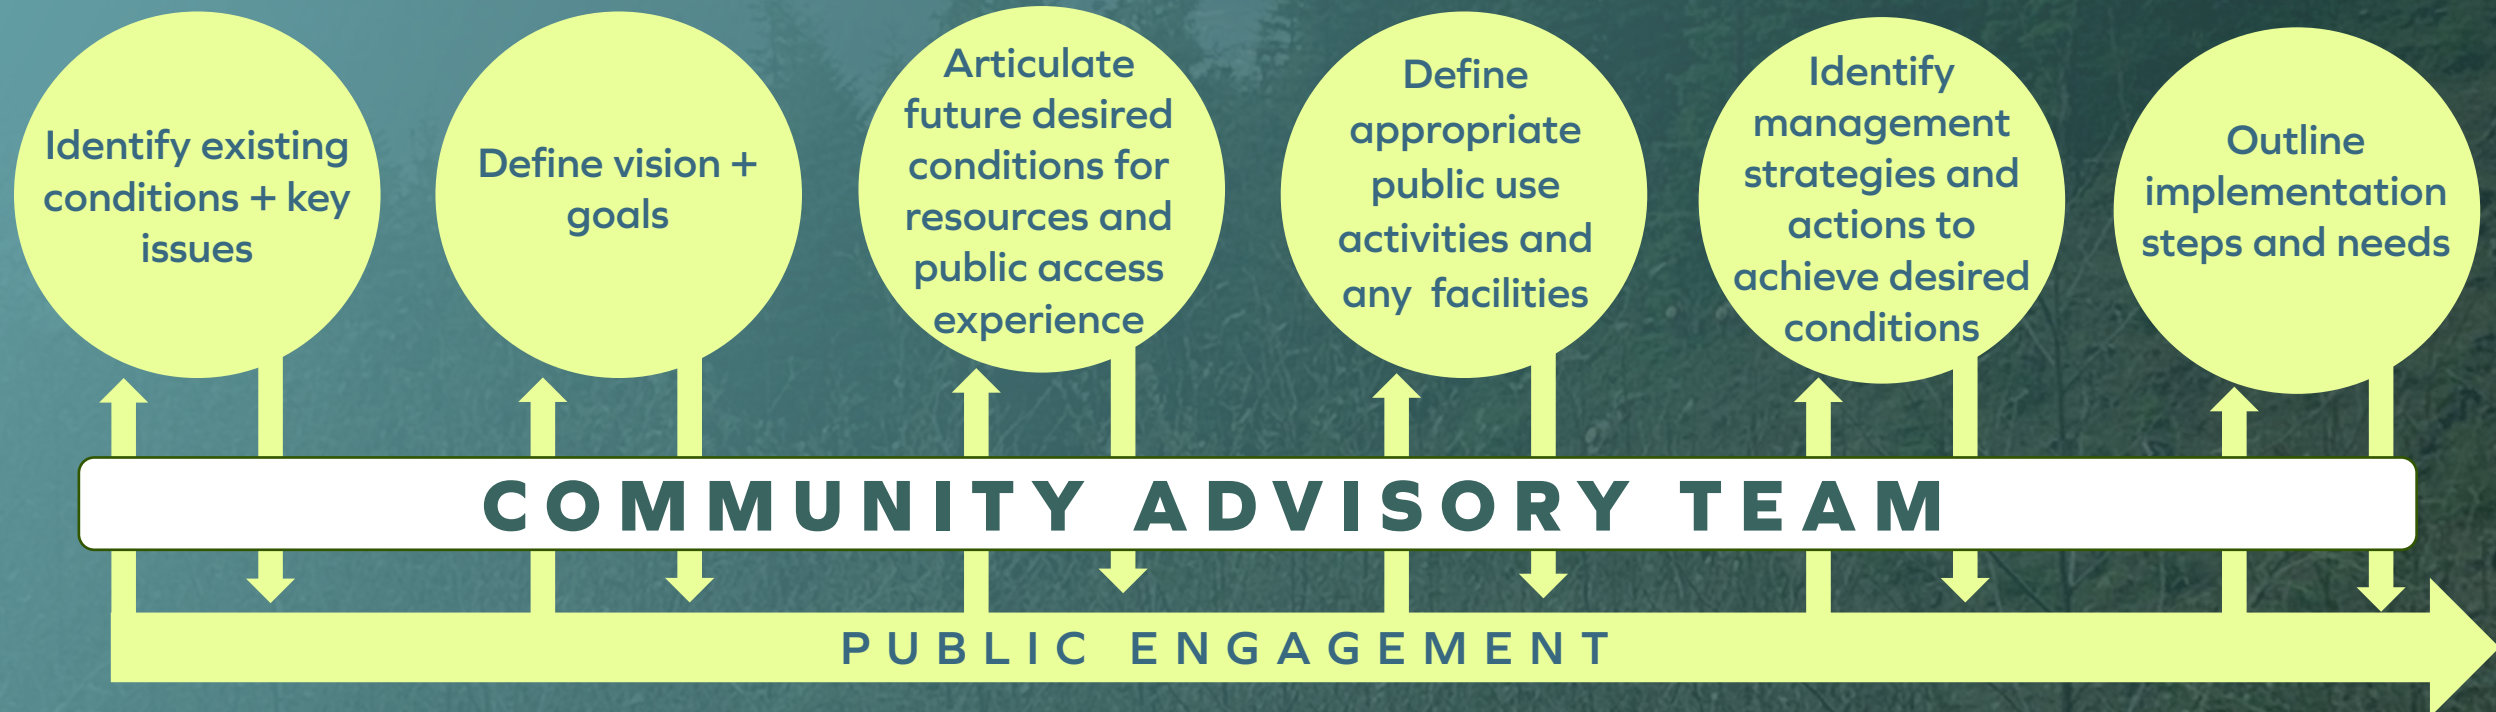 Identify existing
conditions + key
issues
Define vision +
goals
Articulate
future desired
conditions for
resources and
public access
experience
Define
appropriate
public use
activities and
any facilities
Identify
management
strategies and
actions to
achieve desired
conditions
Outline
implementation
steps and needs
COMMUNITY ADVISORY TEAM
PUBLIC ENGAGEMENT